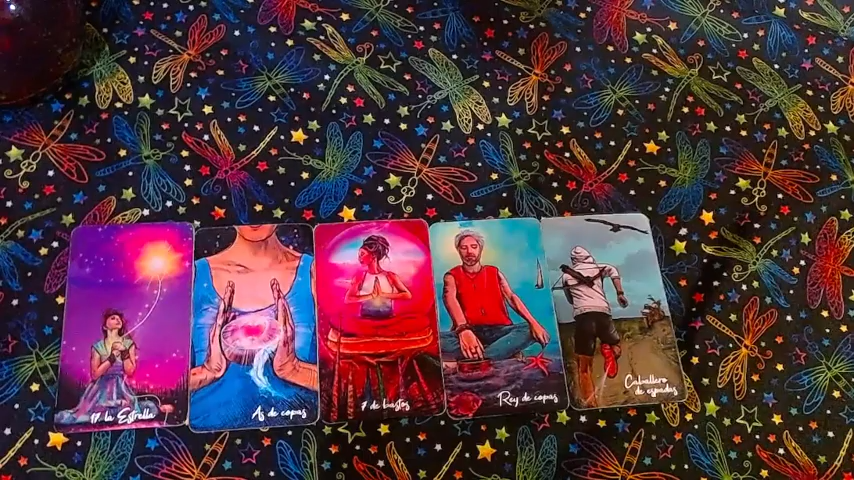 17 la Estrella
As de copas
7 de bastos
Rey de copas
Caballero
de espadas